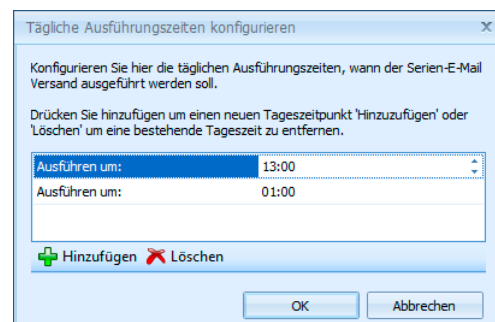 Tägliche Ausführungszeiten konfigurieren
Konfigurieren Sie hier die täglichen Ausführungszeiten, wann der Serien-E-Mail
Versand ausgeführt werden soll.
Drücken Sie hinzufügen um einen neuen Tageszeitpunkt 'Hinzuzufügen' oder
'Löschen' um eine bestehende Tageszeit zu entfernen.
Ausführen um: 13:00
Ausführen um: 01:00
Hinzufügen Löschen
OK Abbrechen